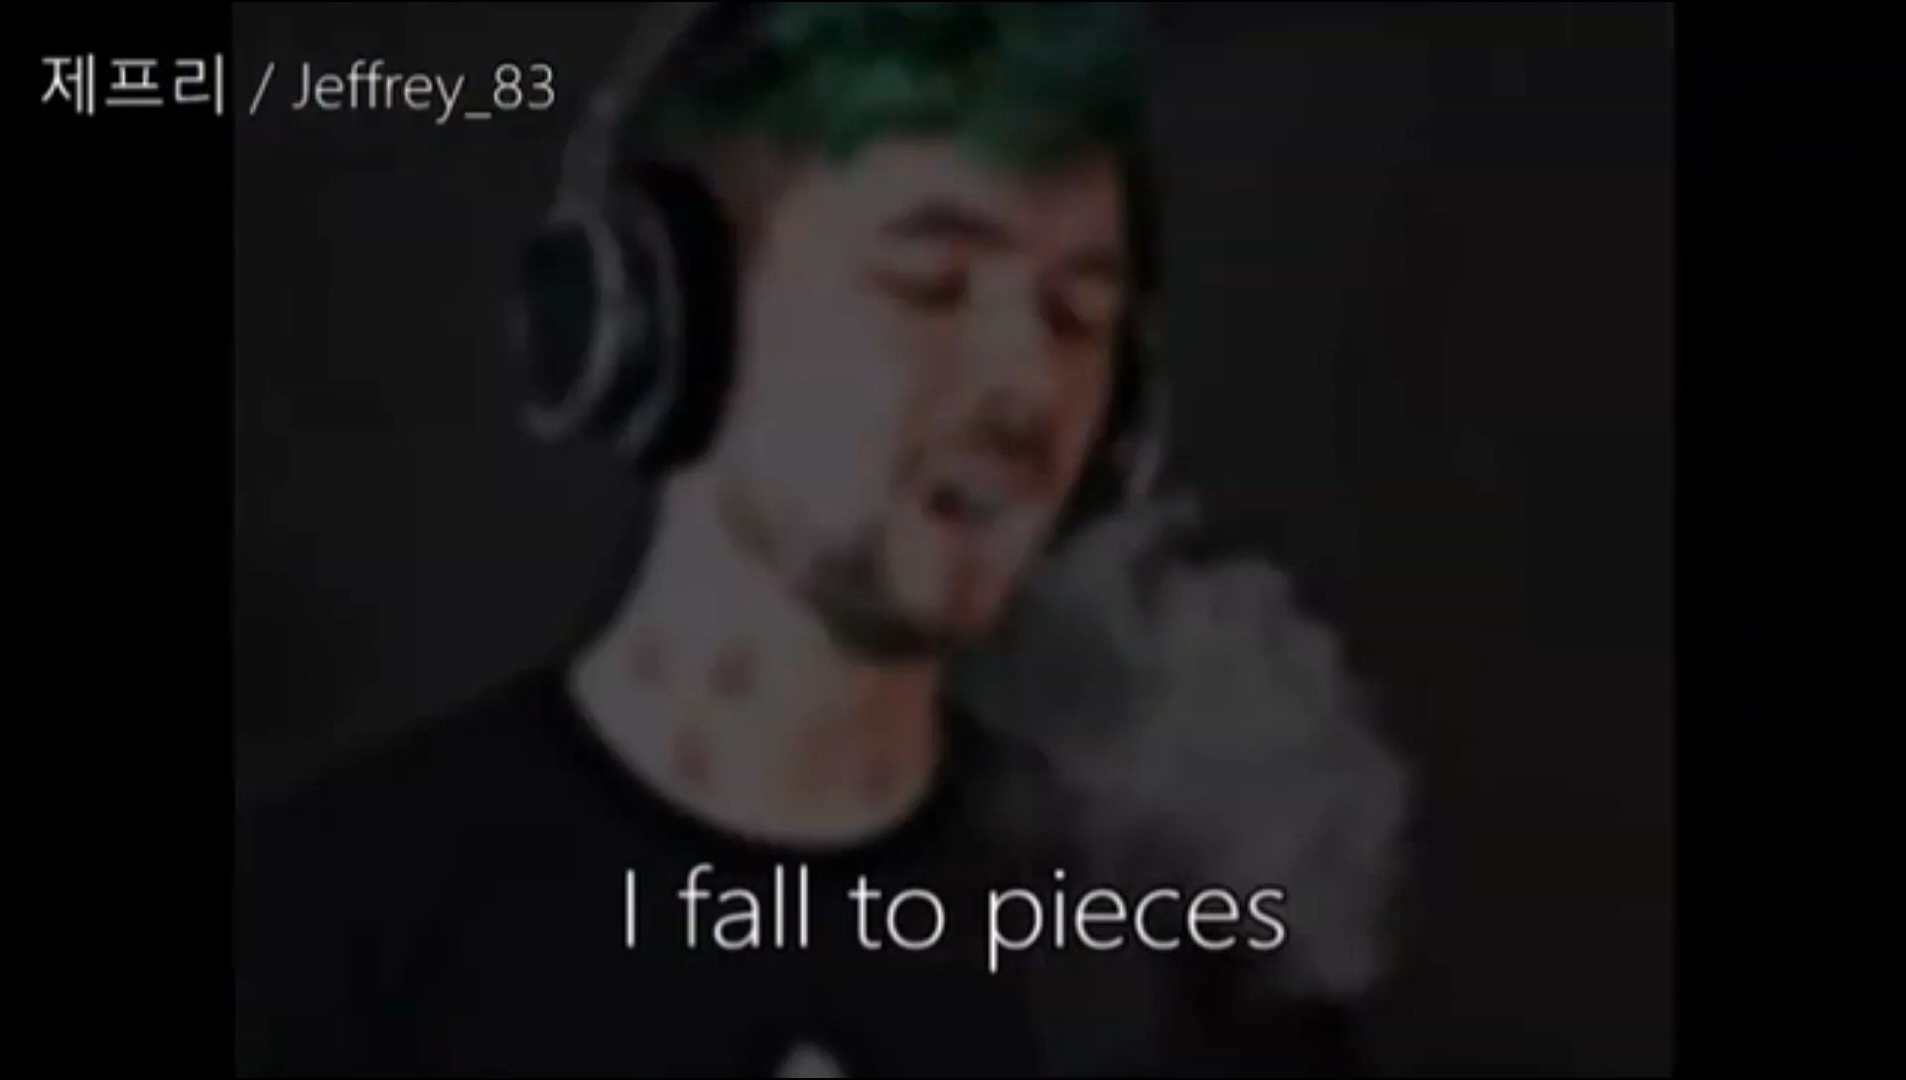 제프리 / Jeffrey_83
I fall to pieces